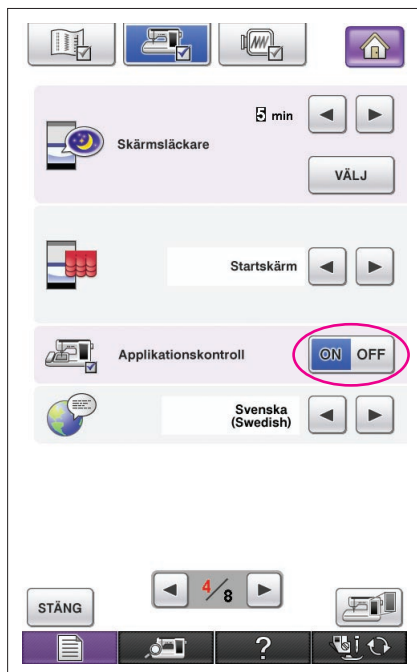 5 min
Skärmsläckare
VÄLJ
Startskärm
Applikationskontroll
ON OFF
Svenska
(Swedish)
4/8
STÄNG
?